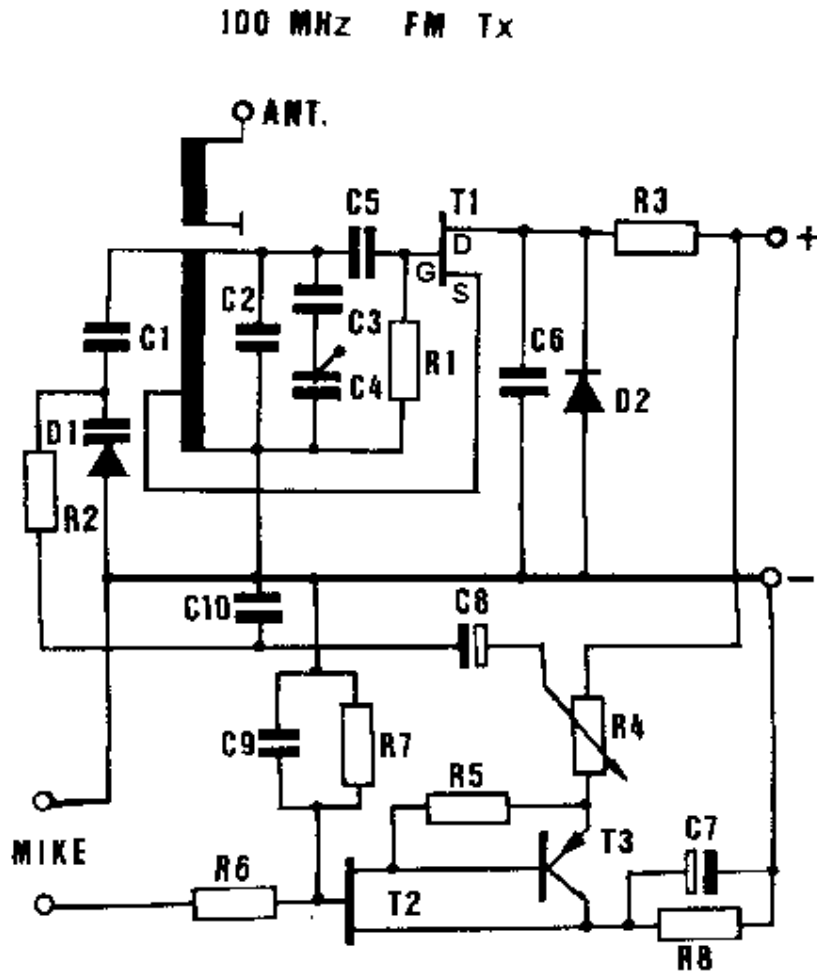 100 MHz FM Tx
ANT.
C5
T1
R3
D
+
G
S
C2
C3
C1
C6
R1
C4
D2
D1
R2
−
C10
C8
C9
R7
R4
R5
MIKE
T3
C7
R6
T2
R8